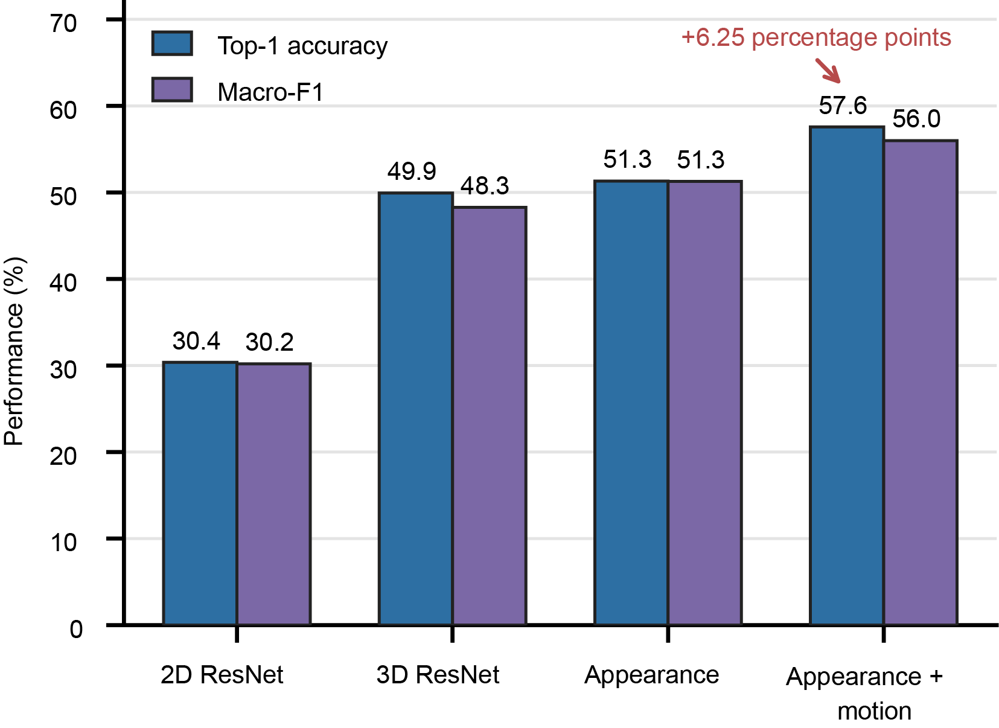 70
60
50
40
30
20
10
0
Performance (%)
Top-1 accuracy
Macro-F1
+6.25 percentage points
30.4
30.2
49.9
48.3
51.3
51.3
57.6
56.0
2D ResNet
3D ResNet
Appearance
Appearance +
motion